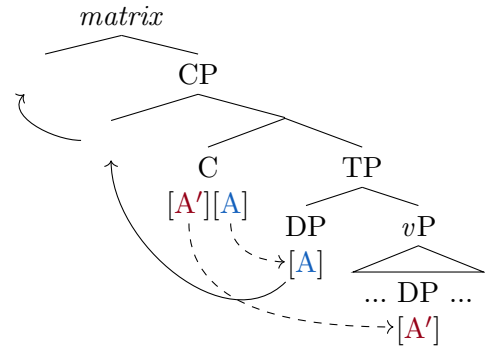 matrix
CP
C TP
[A′][A]
DP vP
[A]
... DP ...
[A′]